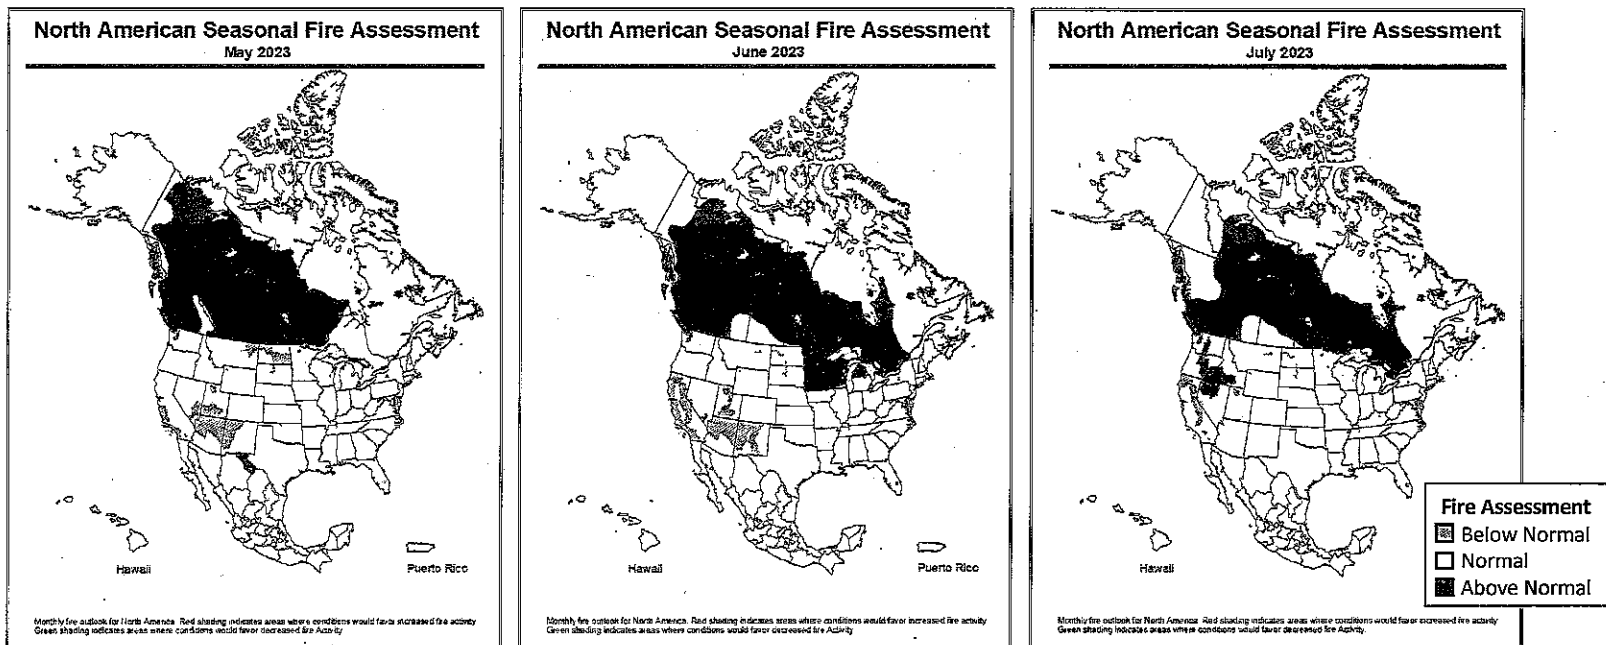 North American Seasonal Fire Assessment
May 2023
Hawaii
Puerto Rico
Monthly fire outlook for North America. Red shading indicates areas where conditions would favor increased fire activity
Green shading indicates areas where conditions would favor decreased fire Activity
North American Seasonal Fire Assessment
June 2023
Hawaii
Puerto Rico
Monthly fire outlook for North America. Red shading indicates areas where conditions would favor increased fire activity
Green shading indicates areas where conditions would favor decreased fire Activity
North American Seasonal Fire Assessment
July 2023
Hawaii
Monthly fire outlook for North America. Red shading indicates areas where conditions would favor increased fire activity
Green shading indicates areas where conditions would favor decreased fire Activity.
Fire Assessment
Below Normal
Normal
Above Normal